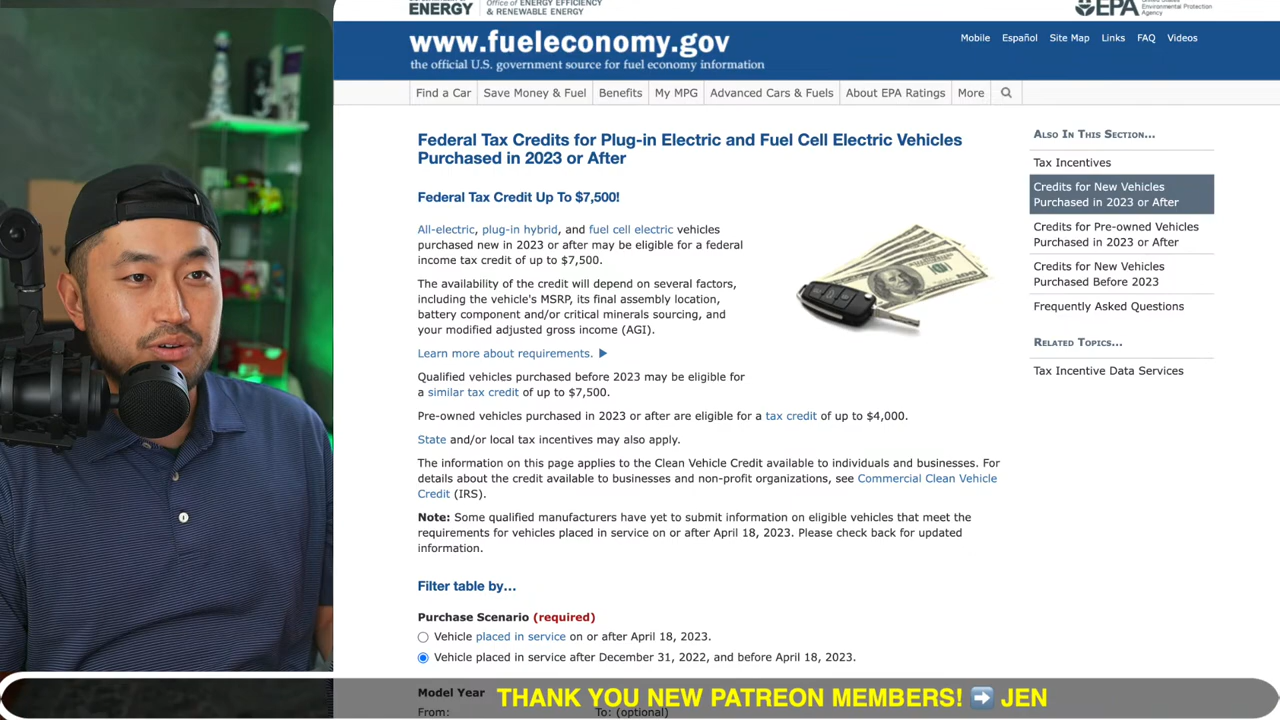 ENERGY
Office of ENERGY EFFICIENCY
& RENEWABLE ENERGY
EPA
United States
Environmental Protection
Agency
www.fueleconomy.gov
the official U.S. government source for fuel economy information
Mobile Español Site Map Links FAQ Videos
Find a Car Save Money & Fuel Benefits My MPG Advanced Cars & Fuels About EPA Ratings More
Federal Tax Credits for Plug-in Electric and Fuel Cell Electric Vehicles
Purchased in 2023 or After
Federal Tax Credit Up To $7,500!
All-electric, plug-in hybrid, and fuel cell electric vehicles
purchased new in 2023 or after may be eligible for a federal
income tax credit of up to $7,500.
The availability of the credit will depend on several factors,
including the vehicle's MSRP, its final assembly location,
battery component and/or critical minerals sourcing, and
your modified adjusted gross income (AGI).
Learn more about requirements.
Qualified vehicles purchased before 2023 may be eligible for
a similar tax credit of up to $7,500.
Pre-owned vehicles purchased in 2023 or after are eligible for a tax credit of up to $4,000.
State and/or local tax incentives may also apply.
The information on this page applies to the Clean Vehicle Credit available to individuals and businesses. For
details about the credit available to businesses and non-profit organizations, see Commercial Clean Vehicle
Credit (IRS).
Note: Some qualified manufacturers have yet to submit information on eligible vehicles that meet the
requirements for vehicles placed in service on or after April 18, 2023. Please check back for updated
information.
Filter table by…
Purchase Scenario (required)
Vehicle placed in service on or after April 18, 2023.
Vehicle placed in service after December 31, 2022, and before April 18, 2023.
Model Year
From: To: (optional)
Also In This Section...
Tax Incentives
Credits for New Vehicles
Purchased in 2023 or After
Credits for Pre-owned Vehicles
Purchased in 2023 or After
Credits for New Vehicles
Purchased Before 2023
Frequently Asked Questions
Related Topics...
Tax Incentive Data Services
THANK YOU NEW PATREON MEMBERS! ➡️ JEN